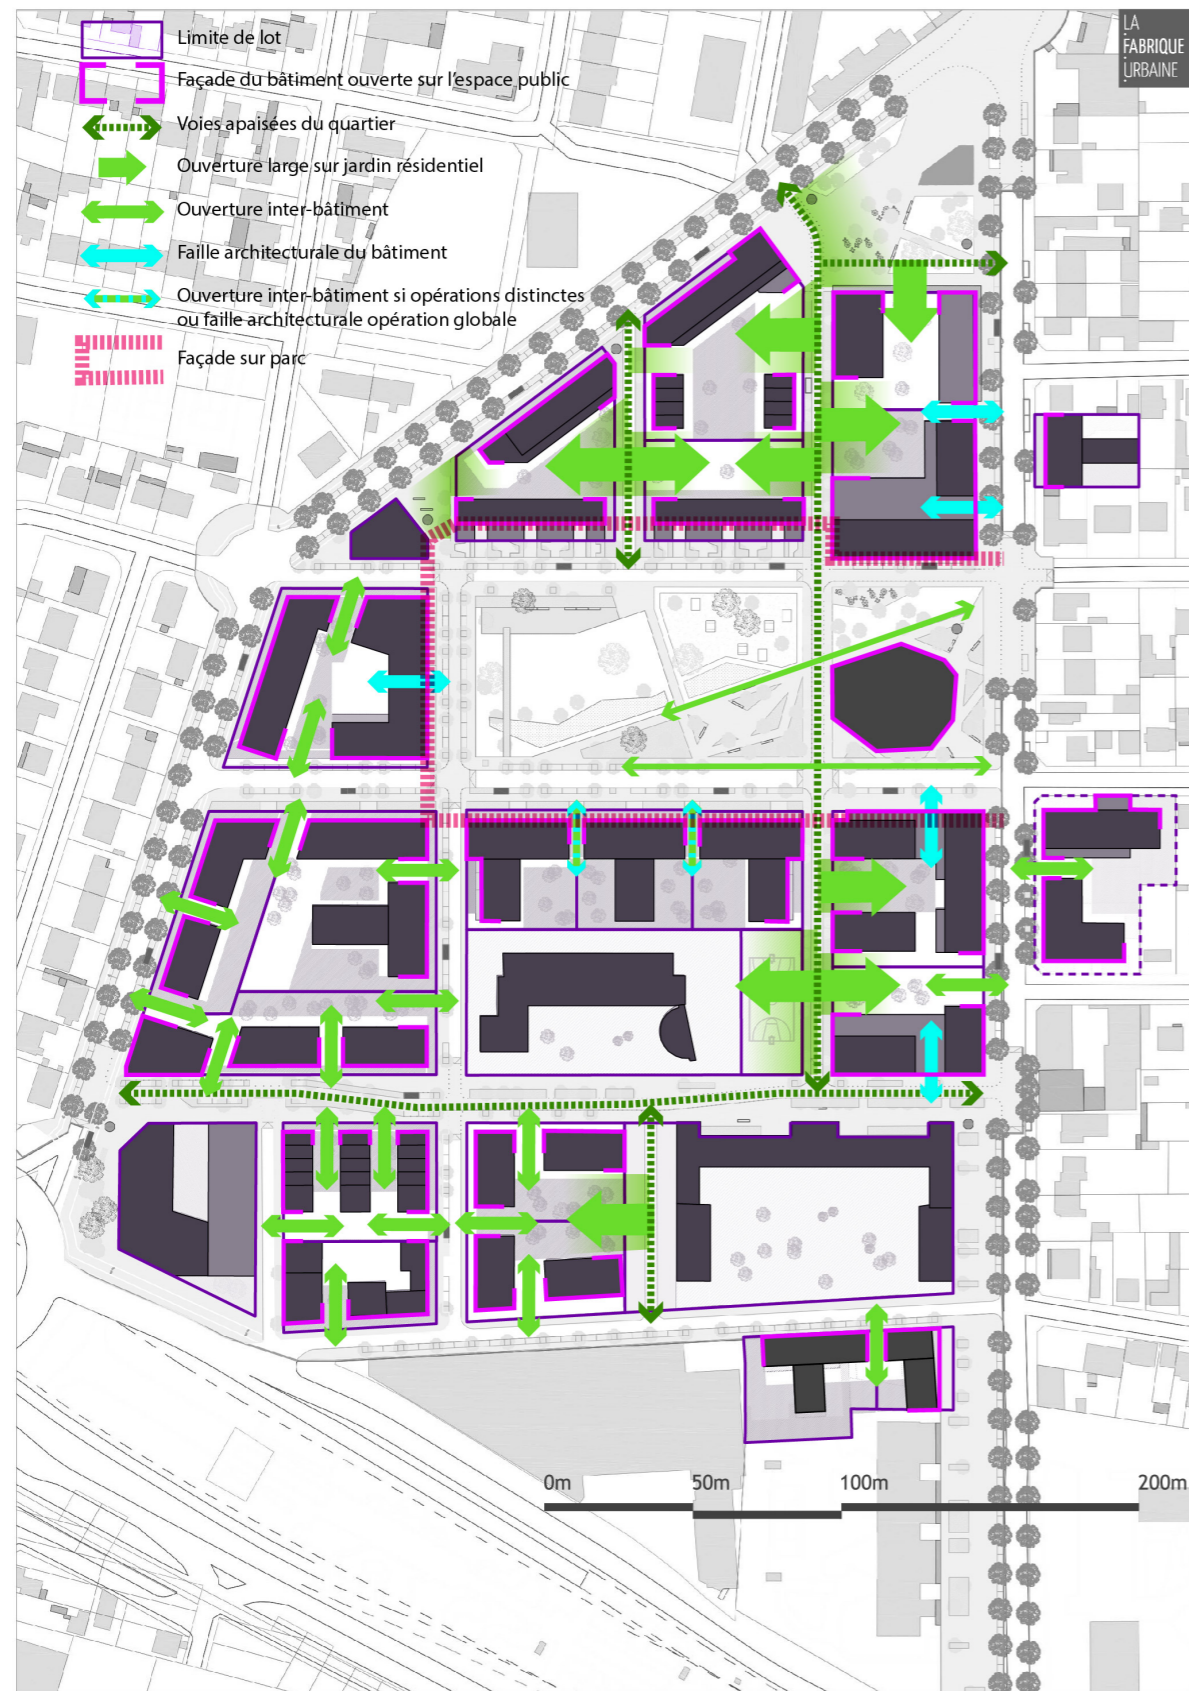 LA
FABRIQUE
URBAINE
Limite de lot
Façade du bâtiment ouverte sur l'espace public
Voies apaisées du quartier
Ouverture large sur jardin résidentiel
Ouverture inter-bâtiment
Faille architecturale du bâtiment
Ouverture inter-bâtiment si opérations distinctes
ou faille architecturale opération globale
Façade sur parc
0m 50m 100m 200m